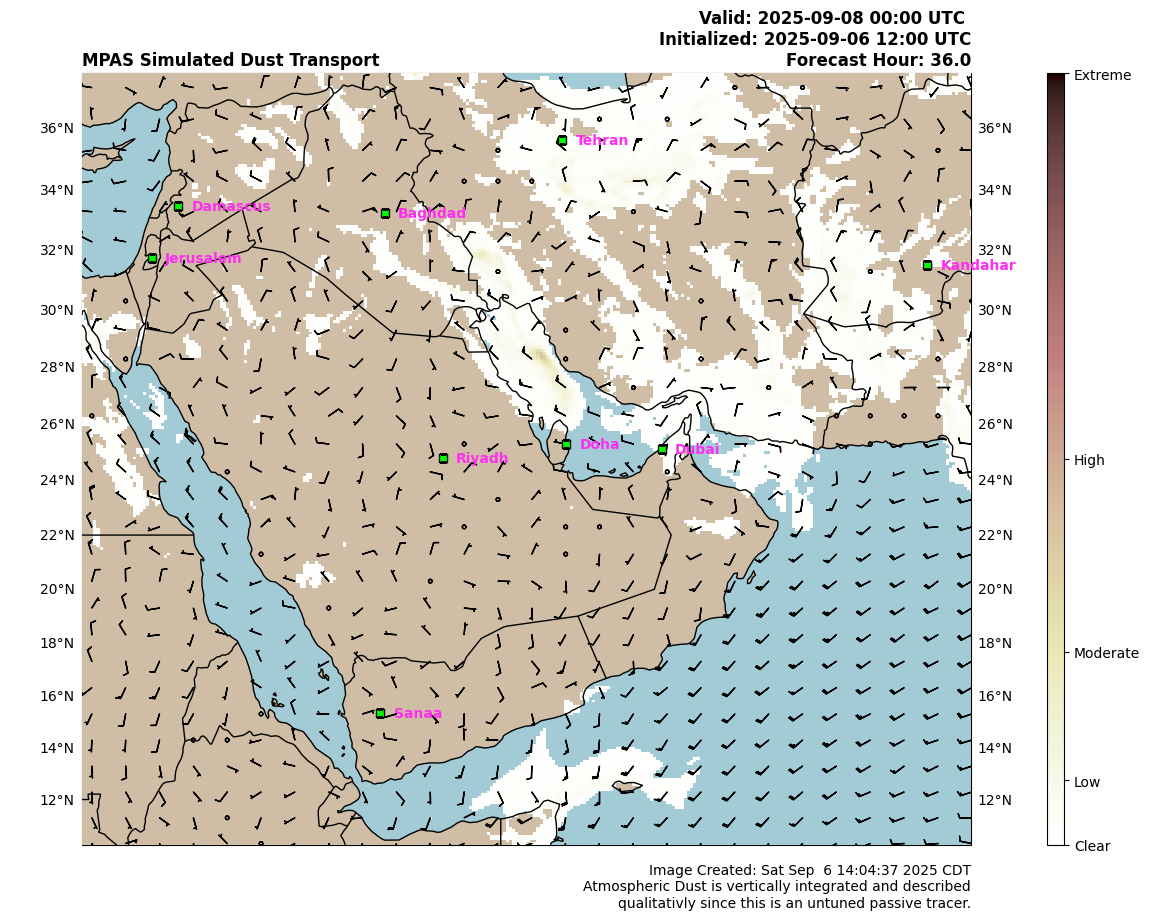 Valid: 2025-09-08 00:00 UTC
Initialized: 2025-09-06 12:00 UTC
MPAS Simulated Dust Transport Forecast Hour: 36.0
Extreme
36°N 36°N
Tehran
34°N 34°N
Damascus
Baghdad
32°N 32°N
Jerusalem
Kandahar
30°N 30°N
28°N 28°N
26°N 26°N
Doha
Dubai
Riyadh
High
24°N 24°N
22°N 22°N
20°N 20°N
18°N 18°N
Moderate
16°N 16°N
Sanaa
14°N 14°N
Low
12°N 12°N
Clear
Image Created: Sat Sep  6 14:04:37 2025 CDT
Atmospheric Dust is vertically integrated and described
qualitativly since this is an untuned passive tracer.